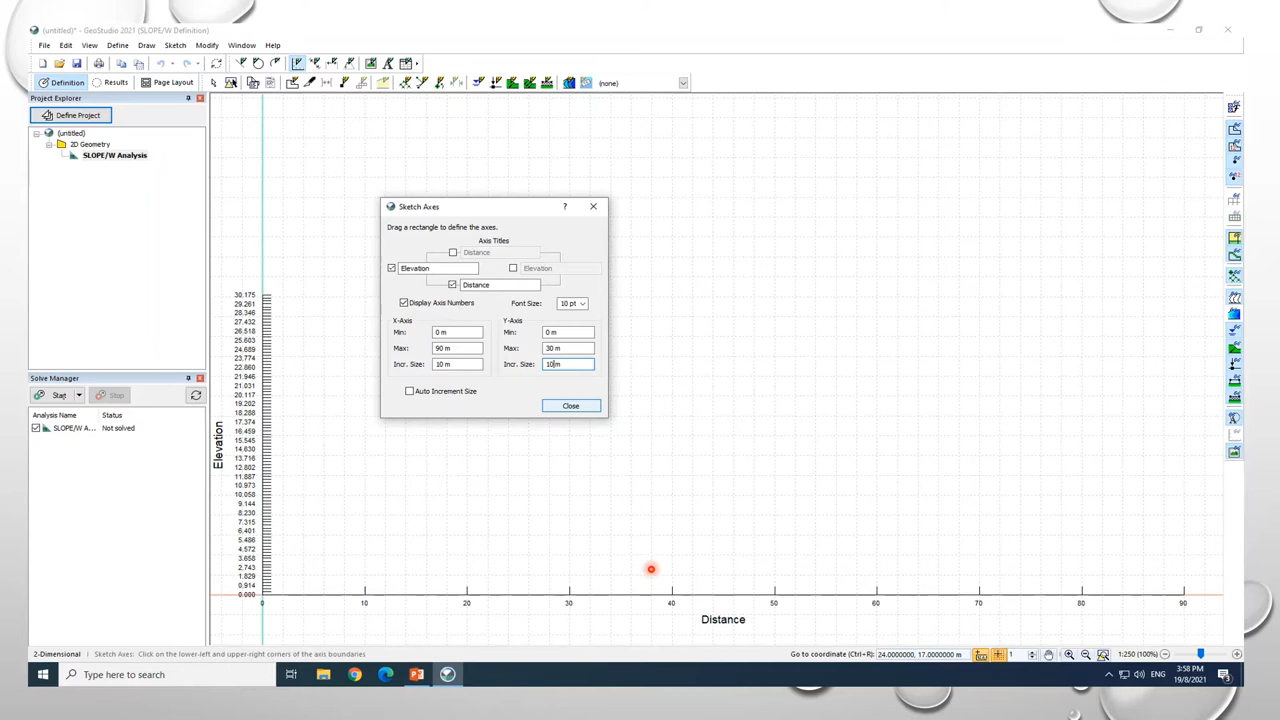 (untitled)* - GeoStudio 2021 (SLOPE/W Definition)
File Edit View Define Draw Sketch Modify Window Help
Definition Results Page Layout (none)
Project Explorer
Define Project
(untitled)
2D Geometry
SLOPE/W Analysis
Solve Manager
Start Stop
Analysis Name Status
SLOPE/W A... Not solved
Sketch Axes ?
Drag a rectangle to define the axes.
Axis Titles
Distance
Elevation Elevation
Distance
Display Axis Numbers Font Size: 10 pt
X-Axis Y-Axis
Min: 0 m Min: 0 m
Max: 90 m Max: 30 m
Incr. Size: 10 m Incr. Size: 10m
Auto Increment Size
Close
30.175
29.261
28.346
27.432
26.518
25.603
24.689
23.774
22.860
21.946
21.031
20.117
19.202
18.288
17.374
16.459
15.545
14.630
13.716
12.802
11.887
10.973
10.058
9.144
8.230
7.315
6.401
5.486
4.572
3.658
2.743
1.829
0.914
0.000
Elevation
0 10 20 30 40 50 60 70 80 90
Distance
2-Dimensional Sketch Axes: Click on the lower-left and upper-right corners of the axis boundaries Go to coordinate (Ctrl+R): 24.0000000, 17.0000000 m 1 1:250 (100%)
Type here to search ENG 3:58 PM
19/8/2021 3